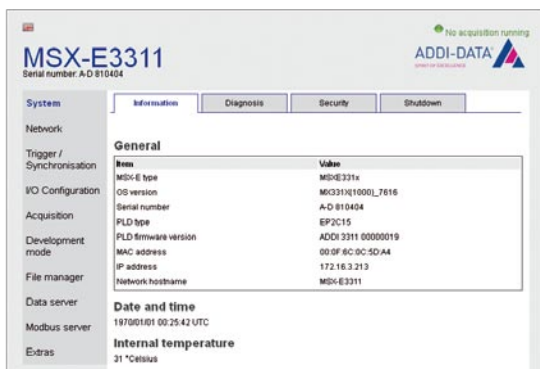 No acquisition running
MSX-E3311
Serial number: A-D 810404
ADDI-DATA
System
Information
Diagnosis
Security
Shutdown
Network
Trigger /
Synchronisation
I/O Configuration
Acquisition
Development
mode
File manager
Data server
Modbus server
Extras
General
Item Value
MSX-E type MSXE331x
OS version MX331X(1000)_7616
Serial number A-D 810404
PLD type EP2C15
PLD firmware version ADDI 3311 00000019
MAC address 00:0F:6C:0C:5D:A4
IP address 172.16.3.213
Network hostname MSX-E3311
Date and time
1970/01/01 00:25:42 UTC
Internal temperature
31 °Celsius